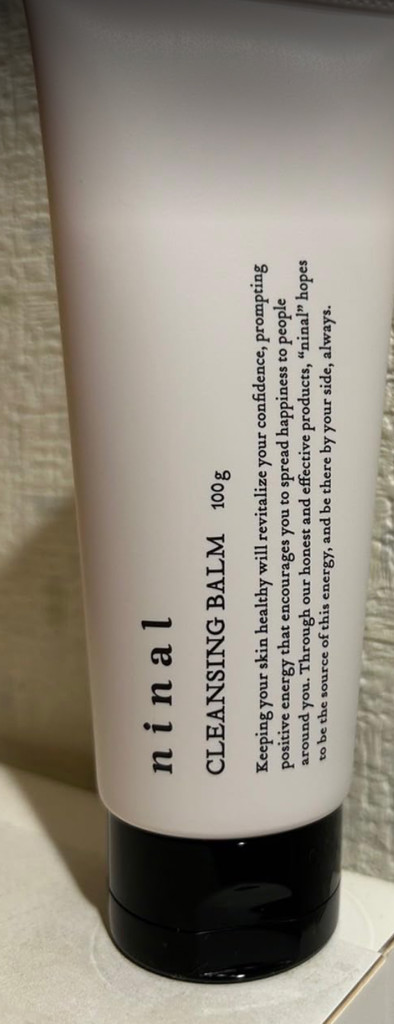 ninal
CLEANSING BALM 100g
Keeping your skin healthy will revitalize your confidence, prompting
positive energy that encourages you to spread happiness to people
around you. Through our honest and effective products, “ninal” hopes
to be the source of this energy, and be there by your side, always.